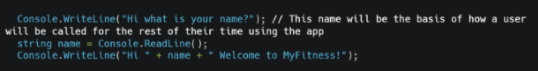 Console.WriteLine("Hi what is your name?"); // This name will be the basis of how a user
will be called for the rest of their time using the app
string name = Console.ReadLine();
Console.WriteLine("Hi " + name + " Welcome to MyFitness!");